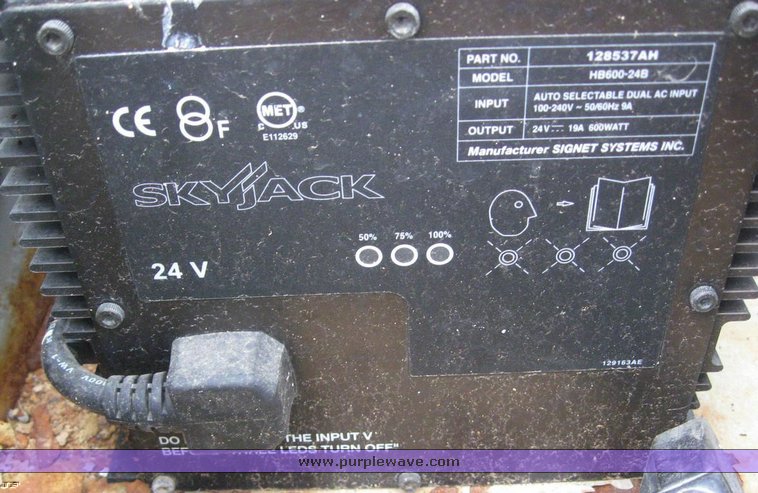 PART NO. 128537AH
MODEL HB600-24B
INPUT AUTO SELECTABLE DUAL AC INPUT
100-240V ~ 50/60Hz 9A
OUTPUT 24V 19A 600WATT
Manufacturer SIGNET SYSTEMS INC.
CE F MET ®
US
E112629
SKYJACK
50% 75% 100%
24 V
129163AE
DO THE INPUT V
LEDS TURN OFF"
www.purplewave.com